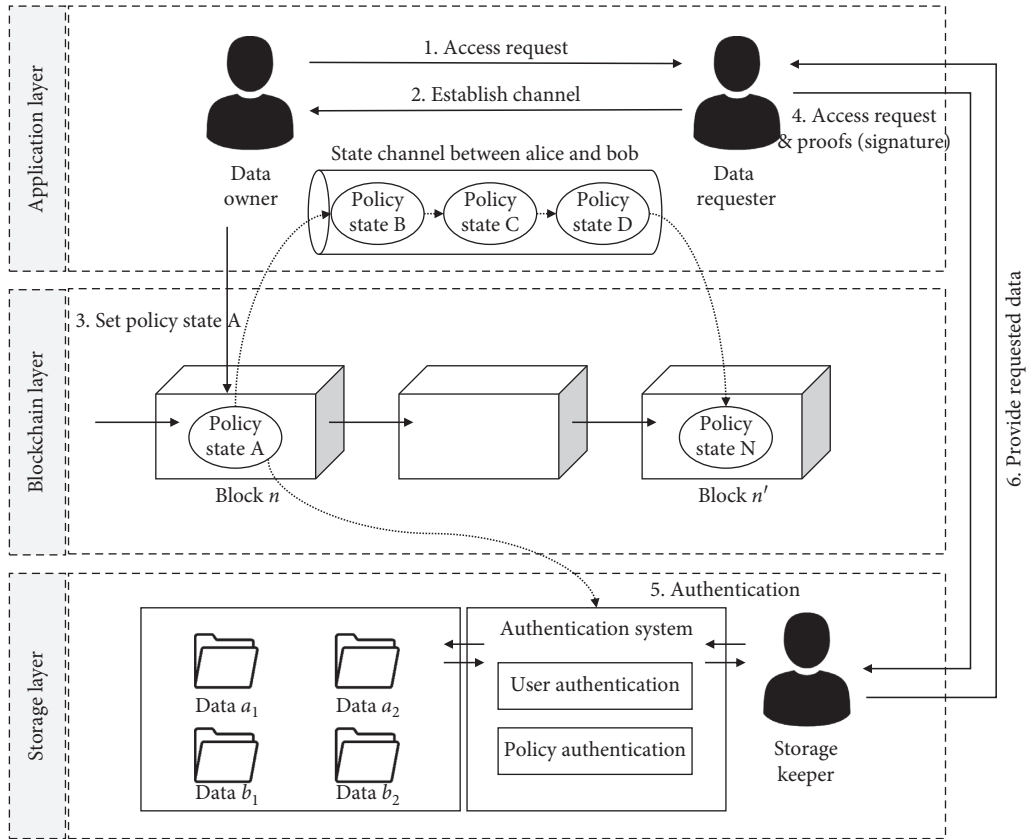 Application layer
1. Access request
2. Establish channel
4. Access request
& proofs (signature)
Data
owner
State channel between alice and bob
Data
requester
Policy
state B
Policy
state C
Policy
state D
6. Provide requested data
Blockchain layer
3. Set policy state A
Policy
state A
Policy
state N
Block n
Block n′
Storage layer
5. Authentication
Authentication system
User authentication
Policy authentication
Data a₁
Data a₂
Data b₁
Data b₂
Storage
keeper